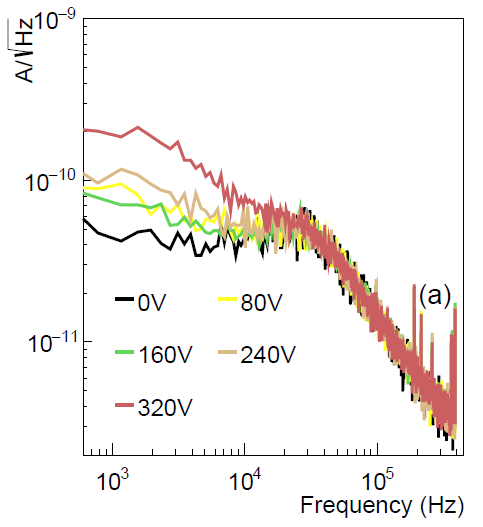 10⁻⁹
A/√Hz
10⁻¹⁰
10⁻¹¹
(a)
0V 80V
160V 240V
320V
10³ 10⁴ 10⁵
Frequency (Hz)